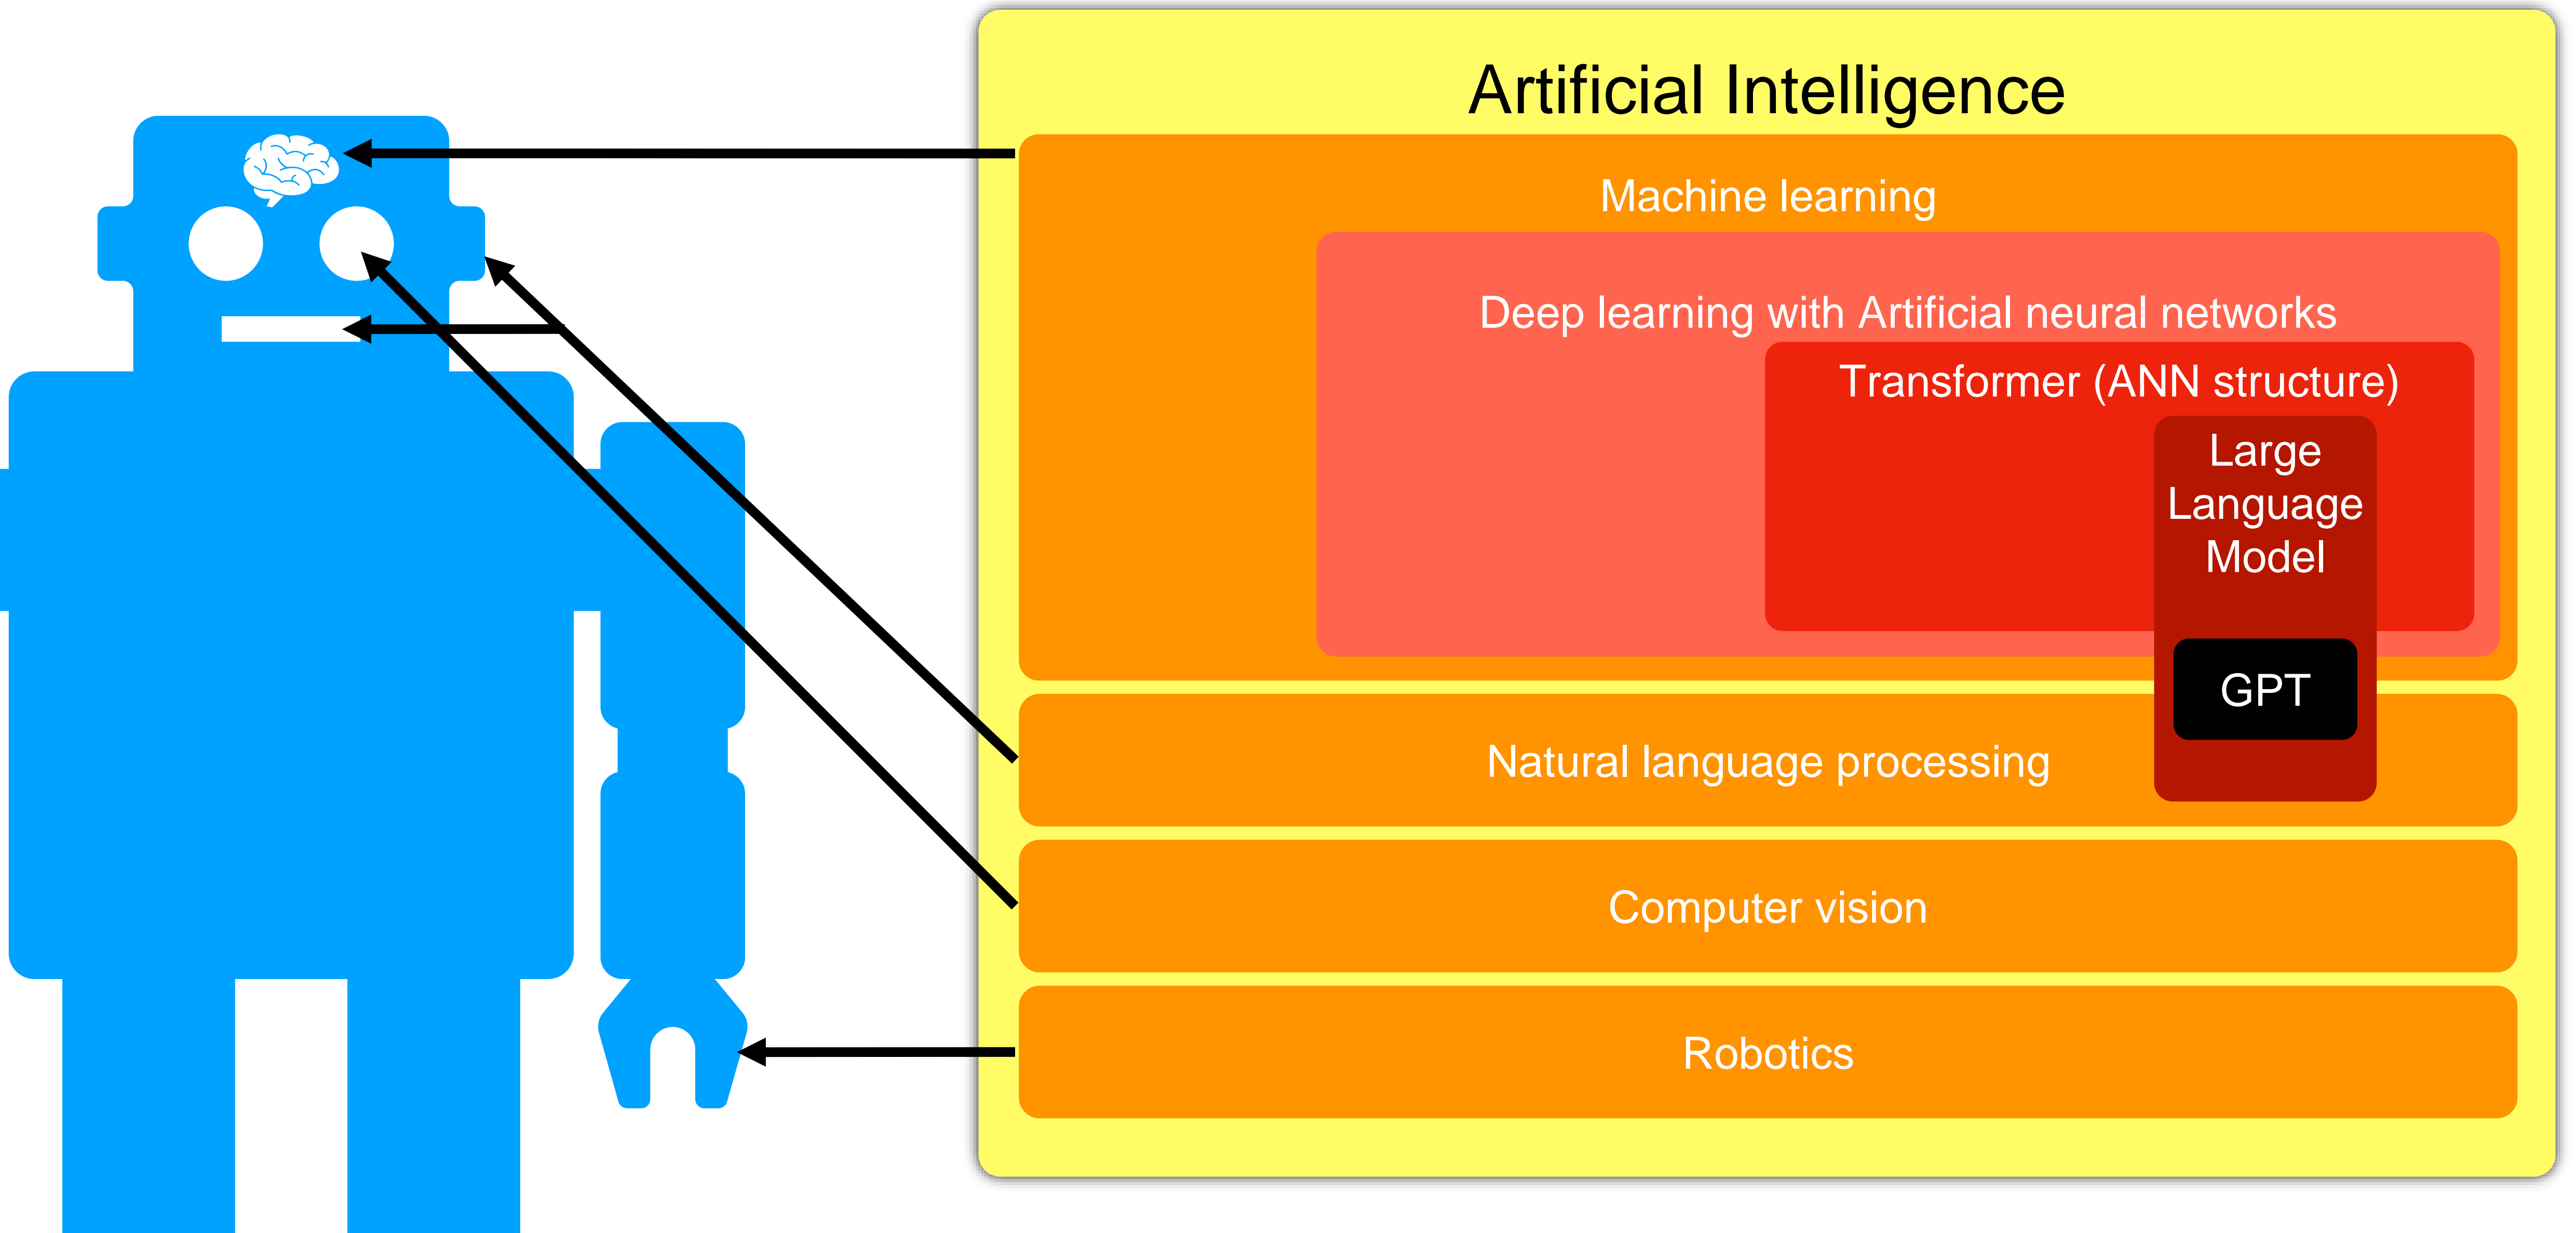 Artificial Intelligence
Machine learning
Deep learning with Artificial neural networks
Transformer (ANN structure)
Large
Language
Model
GPT
Natural language processing
Computer vision
Robotics